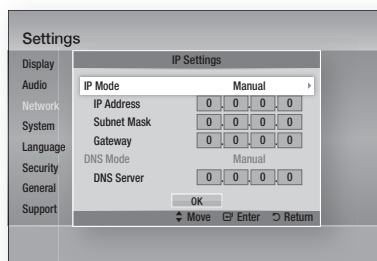 Settings
Display
Audio
Network
System
Language
Security
General
Support
IP Settings
IP Mode Manual
IP Address 0 . 0 . 0 . 0
Subnet Mask 0 . 0 . 0 . 0
Gateway 0 . 0 . 0 . 0
DNS Mode Manual
DNS Server 0 . 0 . 0 . 0
OK
Move Enter Return